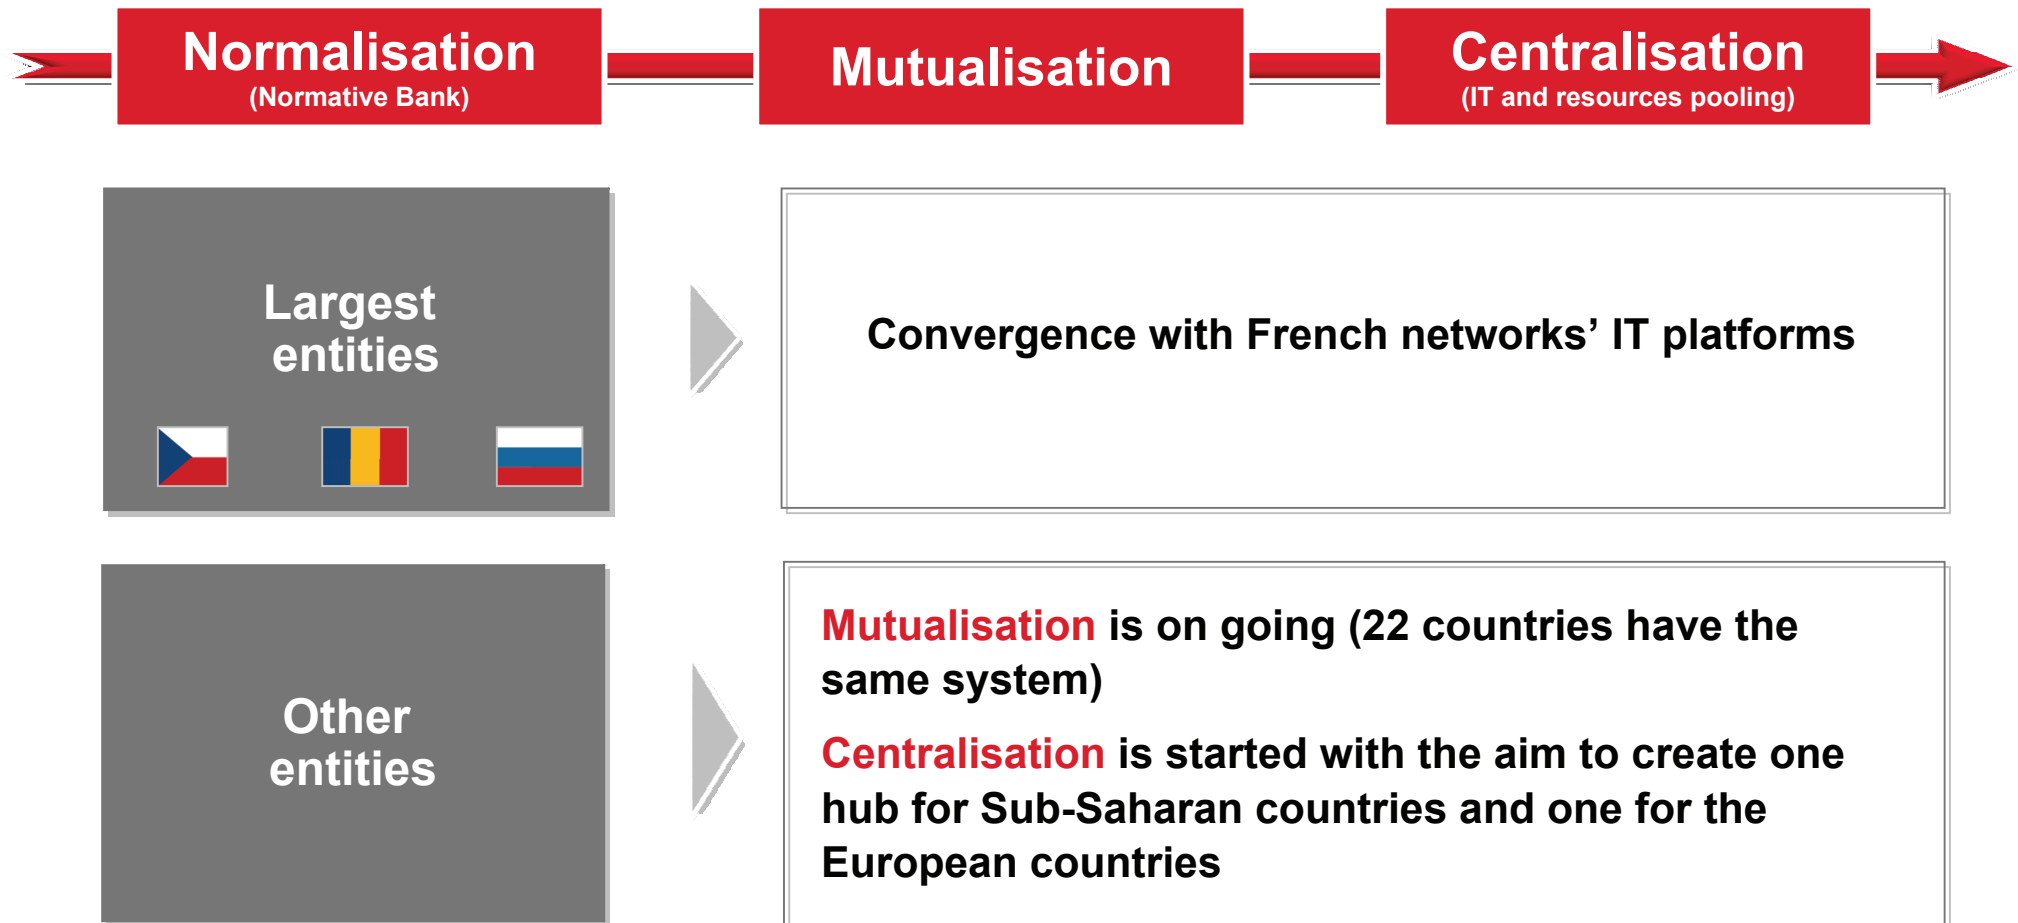 Normalisation
(Normative Bank)
Mutualisation
Centralisation
(IT and resources pooling)
Largest
entities
Convergence with French networks’ IT platforms
Other
entities
Mutualisation is on going (22 countries have the
same system)
Centralisation is started with the aim to create one
hub for Sub-Saharan countries and one for the
European countries